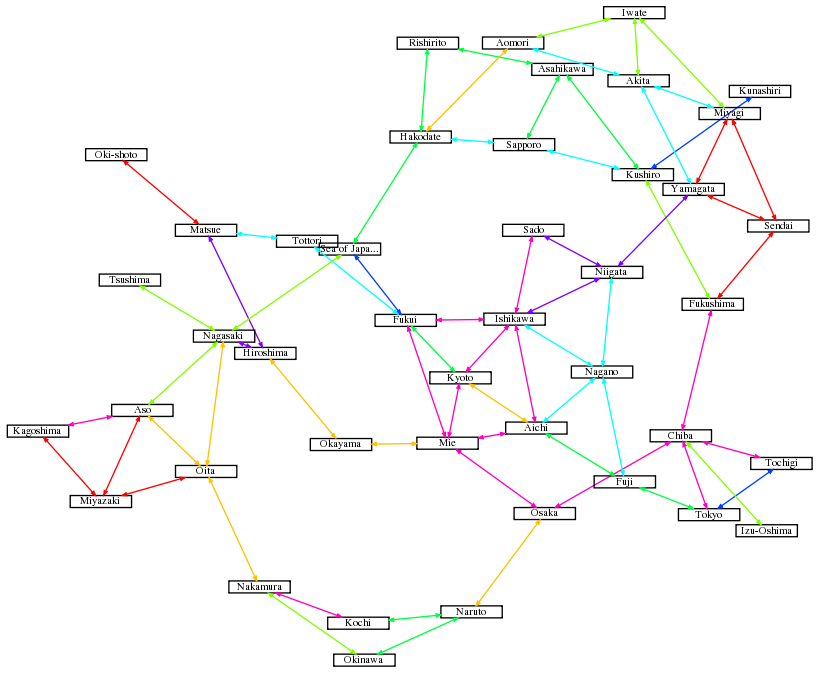 Iwate
Rishirito
Aomori
Asahikawa
Akita
Kunashiri
Miyagi
Hakodate
Sapporo
Oki-shoto
Kushiro
Yamagata
Matsue
Sado
Sendai
Tottori
Sea of Japa...
Niigata
Tsushima
Fukushima
Fukui
Ishikawa
Nagasaki
Hiroshima
Nagano
Kyoto
Aso
Kagoshima
Aichi
Chiba
Okayama
Mie
Tochigi
Oita
Fuji
Miyazaki
Osaka
Tokyo
Izu-Oshima
Nakamura
Naruto
Kochi
Okinawa